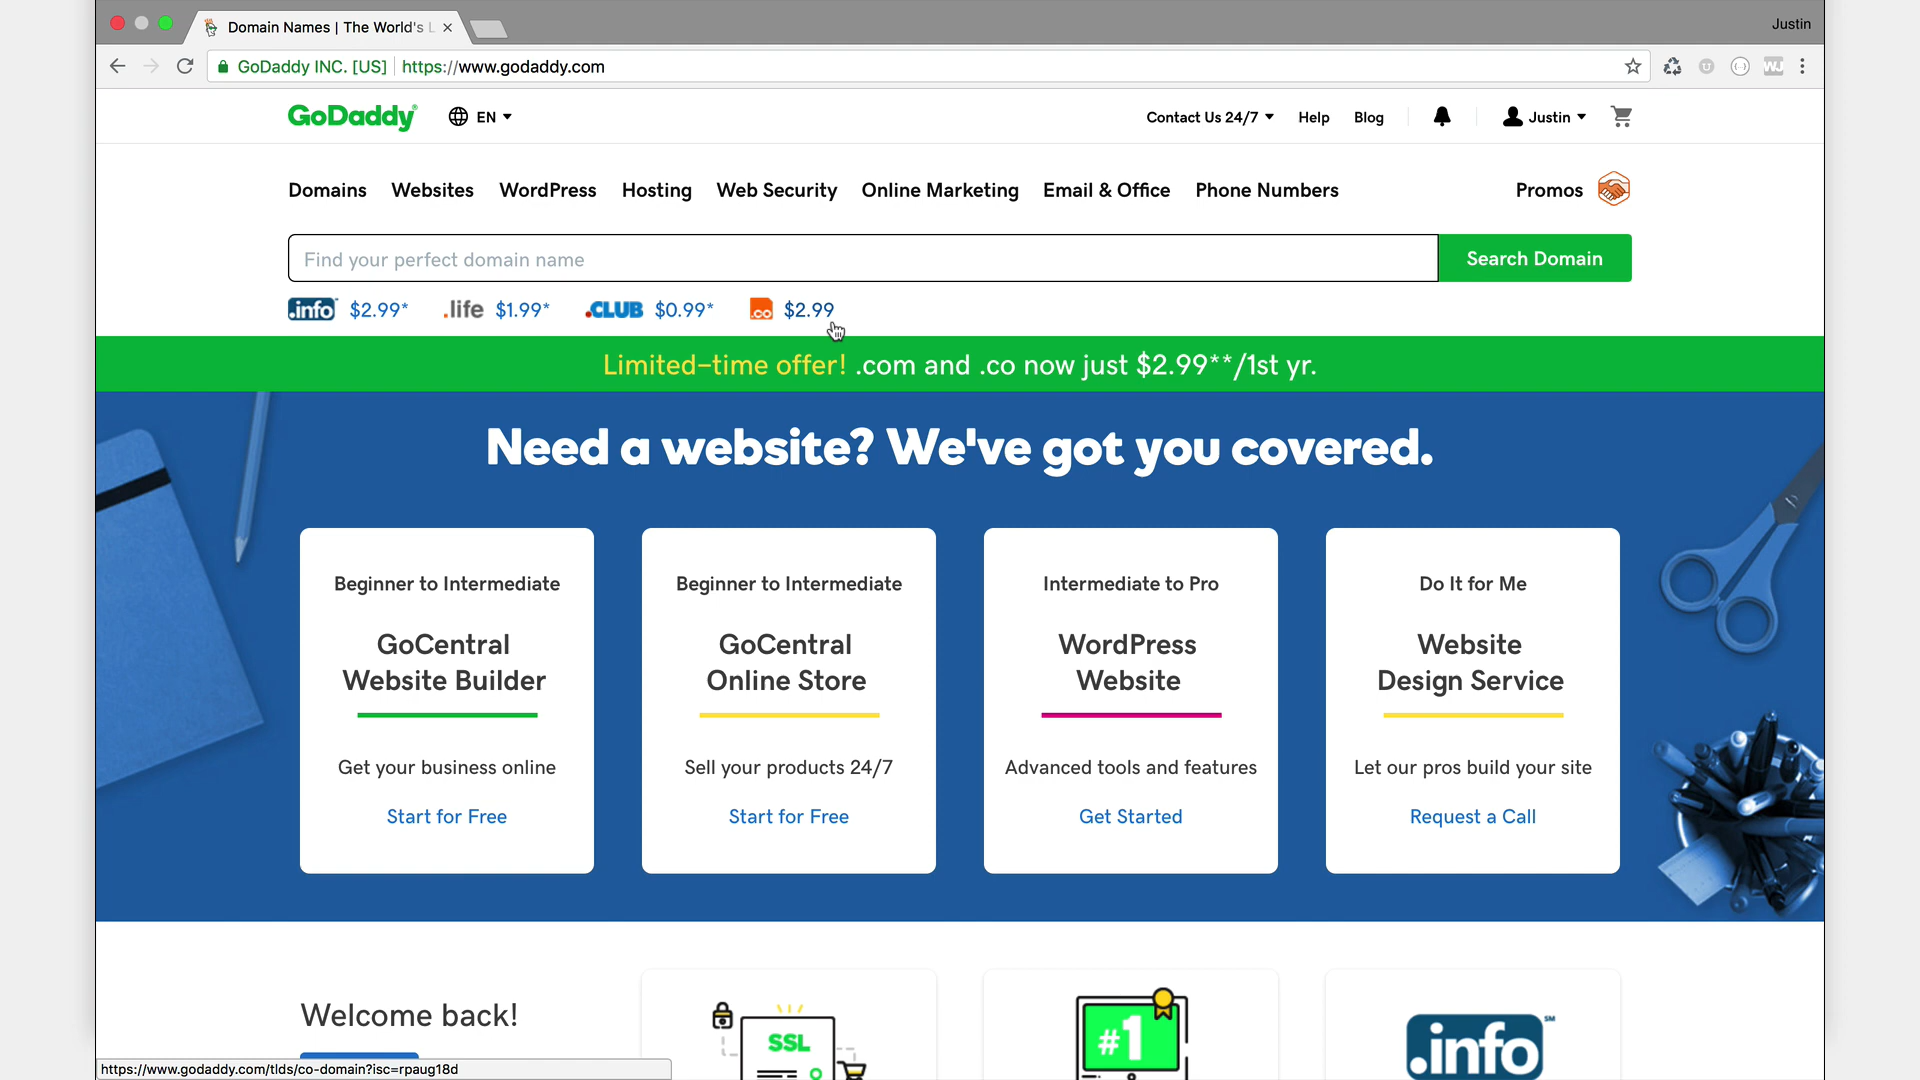 Domain Names | The World's L
Justin
GoDaddy INC. [US] https://www.godaddy.com
GoDaddy EN Contact Us 24/7 Help Blog Justin
Domains Websites WordPress Hosting Web Security Online Marketing Email & Office Phone Numbers Promos
Find your perfect domain name Search Domain
.info $2.99* .life $1.99* .CLUB $0.99* .co $2.99
Limited-time offer! .com and .co now just $2.99**/1st yr.
Need a website? We've got you covered.
Beginner to Intermediate
GoCentral
Website Builder
Get your business online
Start for Free
Beginner to Intermediate
GoCentral
Online Store
Sell your products 24/7
Start for Free
Intermediate to Pro
WordPress
Website
Advanced tools and features
Get Started
Do It for Me
Website
Design Service
Let our pros build your site
Request a Call
Welcome back!
SSL
#1
.info℠
https://www.godaddy.com/tlds/co-domain?isc=rpaug18d